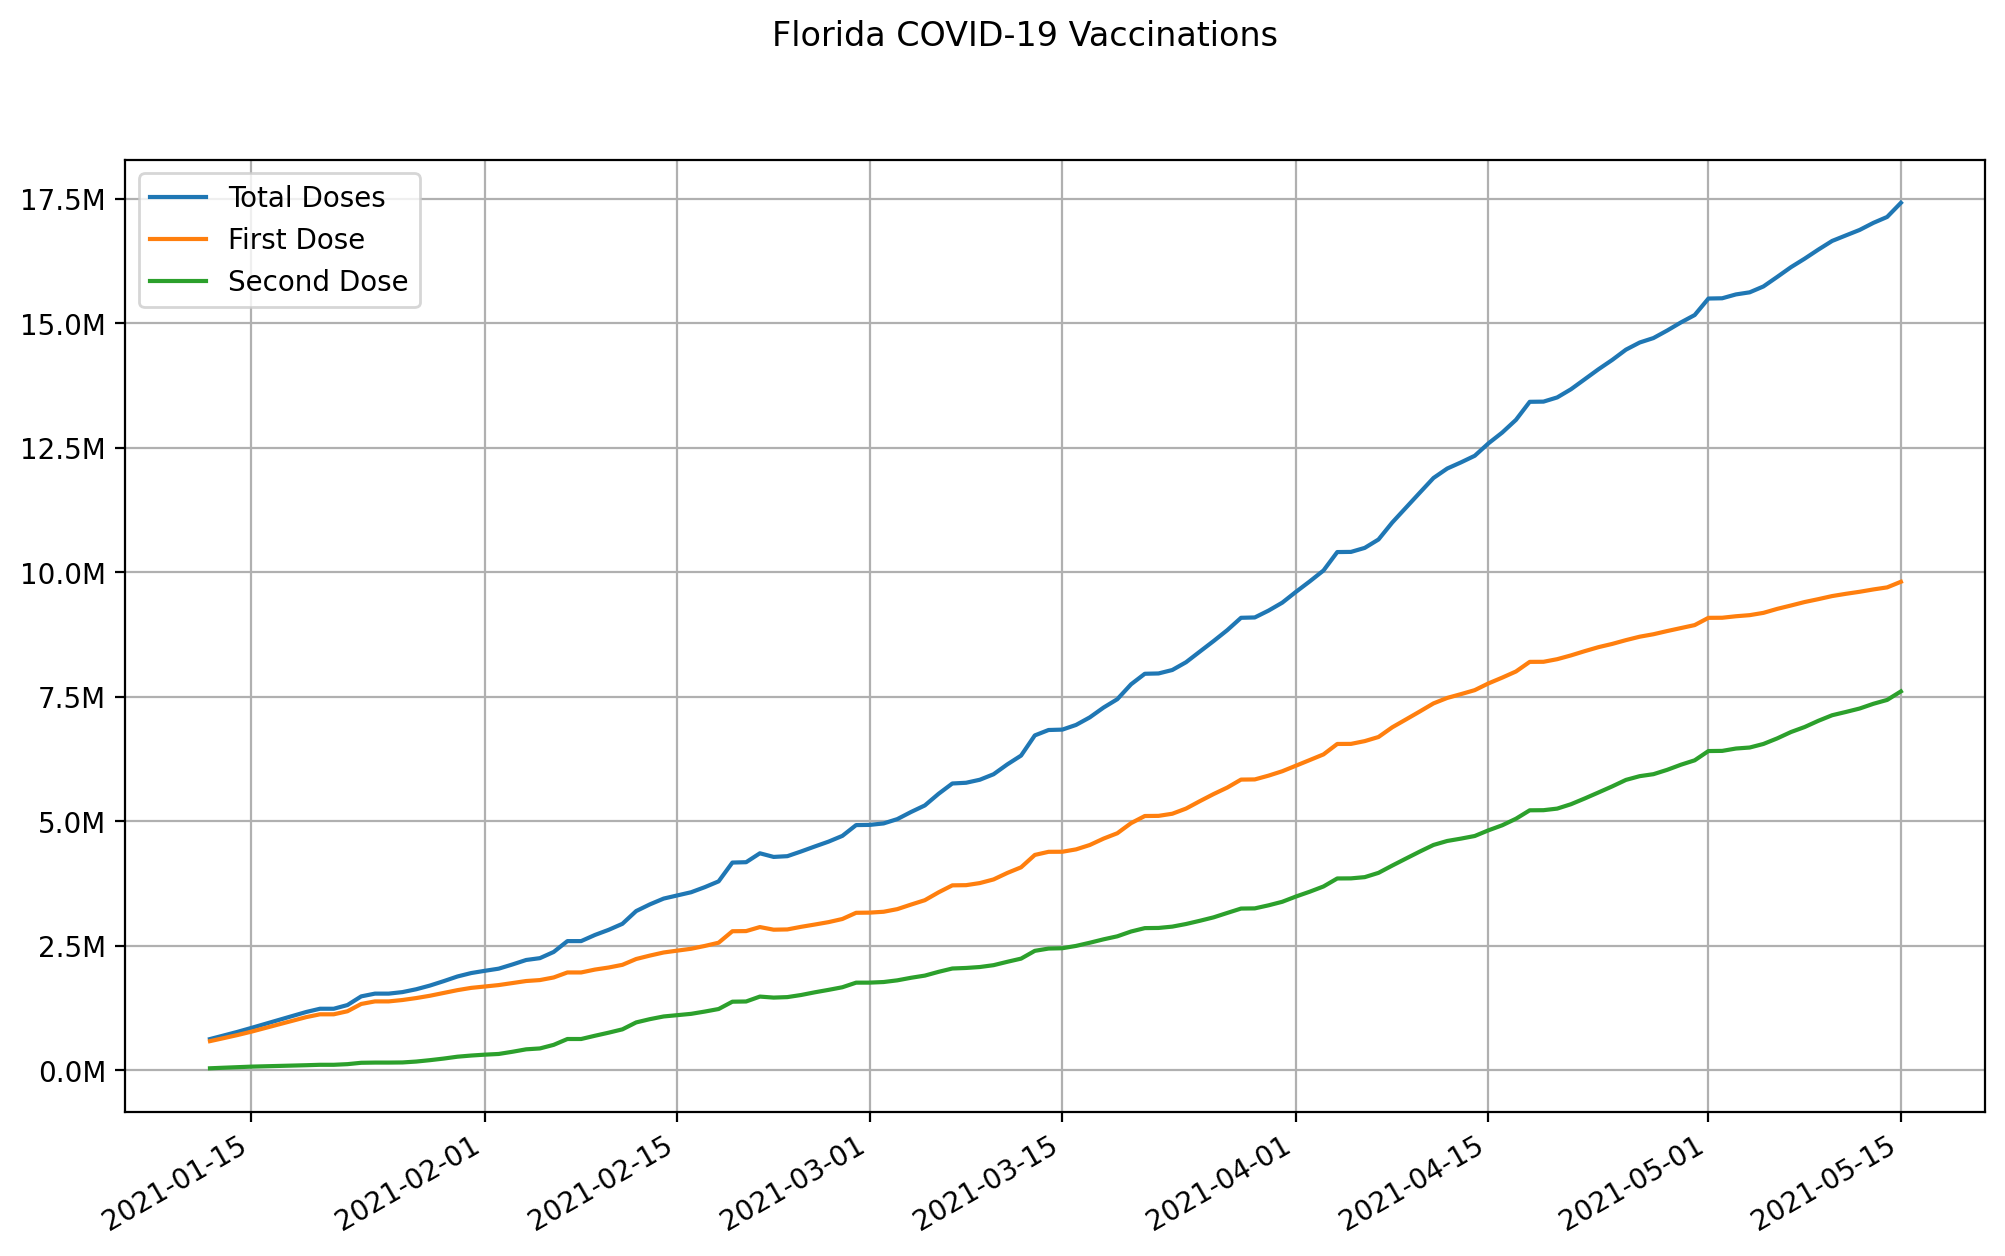 Florida COVID-19 Vaccinations
Total Doses
First Dose
Second Dose
17.5M
15.0M
12.5M
10.0M
7.5M
5.0M
2.5M
0.0M
2021-01-15
2021-02-01
2021-02-15
2021-03-01
2021-03-15
2021-04-01
2021-04-15
2021-05-01
2021-05-15